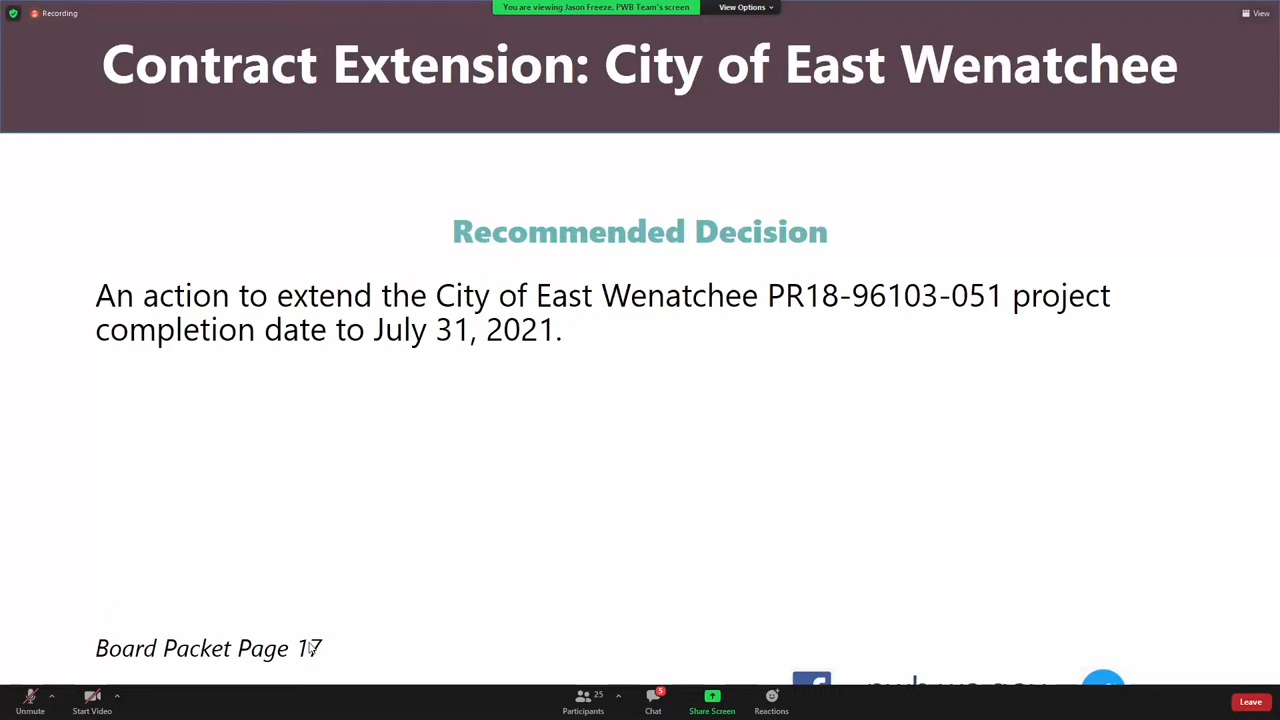 Recording
You are viewing Jason Freeze, PWB Team's screen
View Options
View
Contract Extension: City of East Wenatchee
Recommended Decision
An action to extend the City of East Wenatchee PR18-96103-051 project
completion date to July 31, 2021.
Board Packet Page 17
Unmute
Start Video
25
Participants
5
Chat
Share Screen
Reactions
Leave